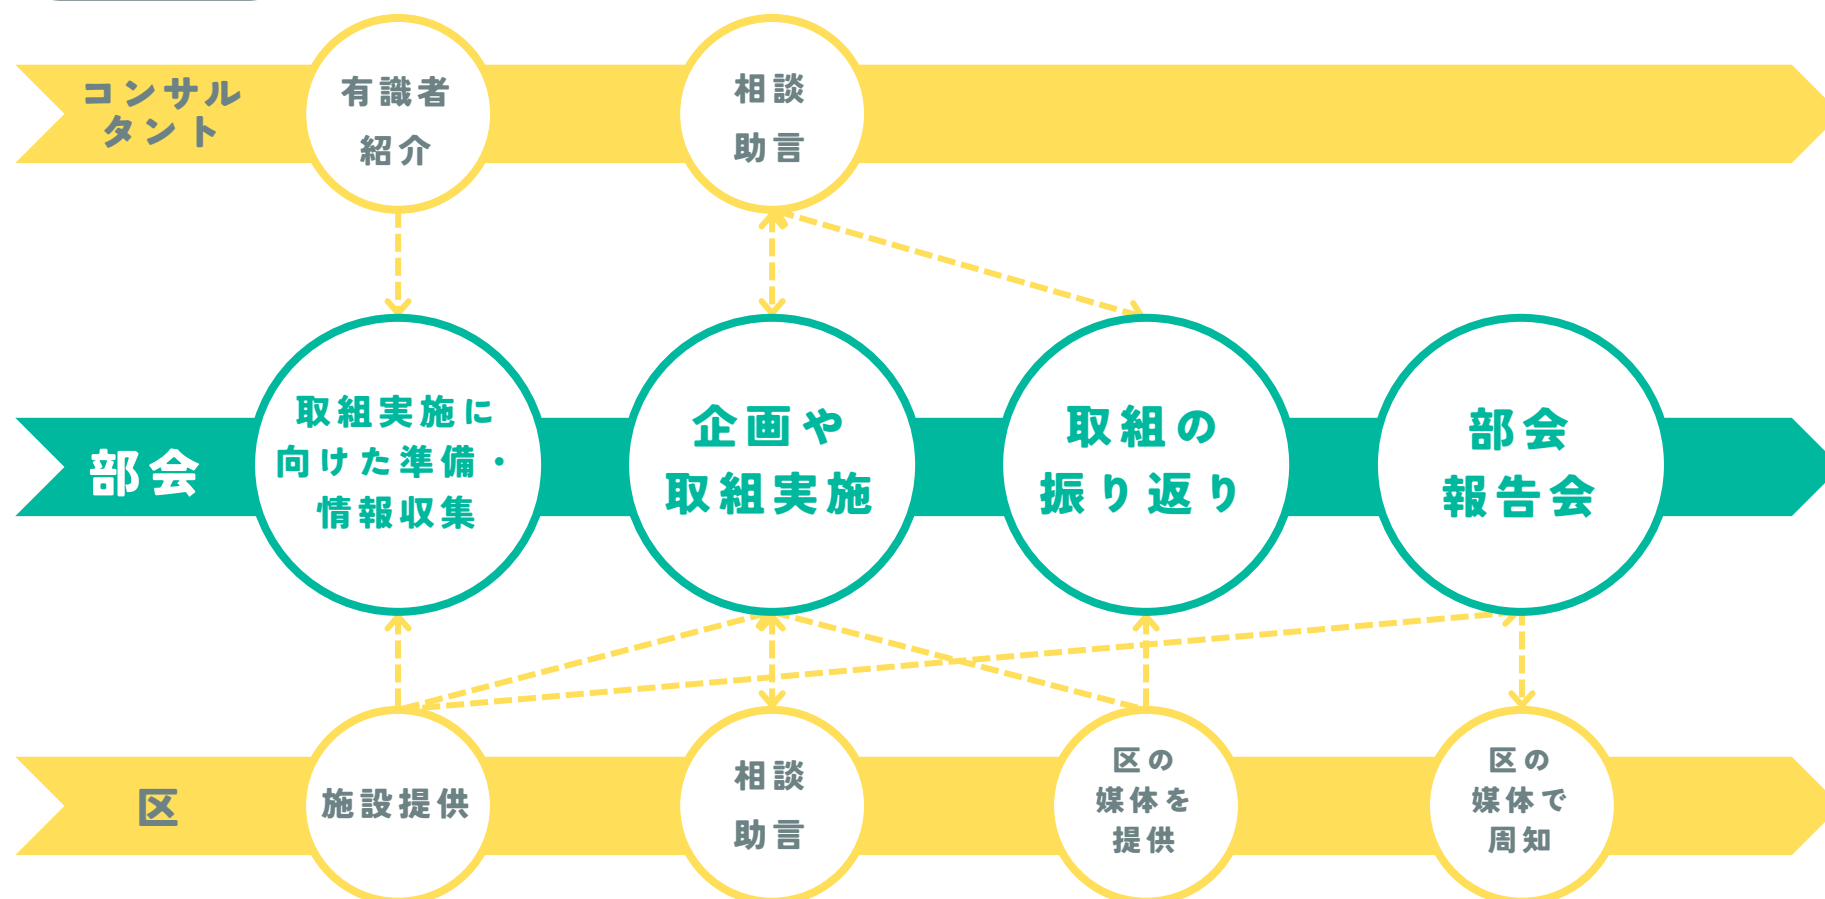 コンサル
タント
有識者
紹介
相談
助言
部会
取組実施に
向けた準備・
情報収集
企画や
取組実施
取組の
振り返り
部会
報告会
区
施設提供
相談
助言
区の
媒体を
提供
区の
媒体で
周知